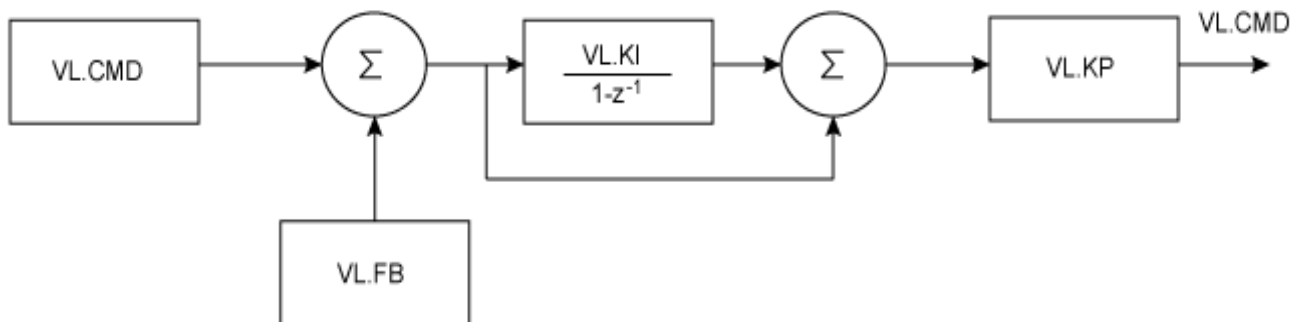 VL.CMD
Σ
VL.KI
1-z⁻¹
Σ
VL.KP
VL.CMD
VL.FB